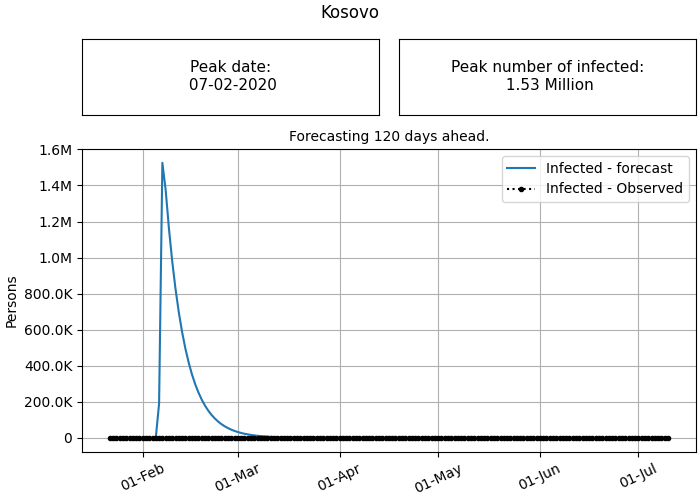 Kosovo
Peak date:
07-02-2020
Peak number of infected:
1.53 Million
Forecasting 120 days ahead.
Infected - forecast
Infected - Observed
Persons
1.6M
1.4M
1.2M
1.0M
800.0K
600.0K
400.0K
200.0K
0
01-Feb
01-Mar
01-Apr
01-May
01-Jun
01-Jul